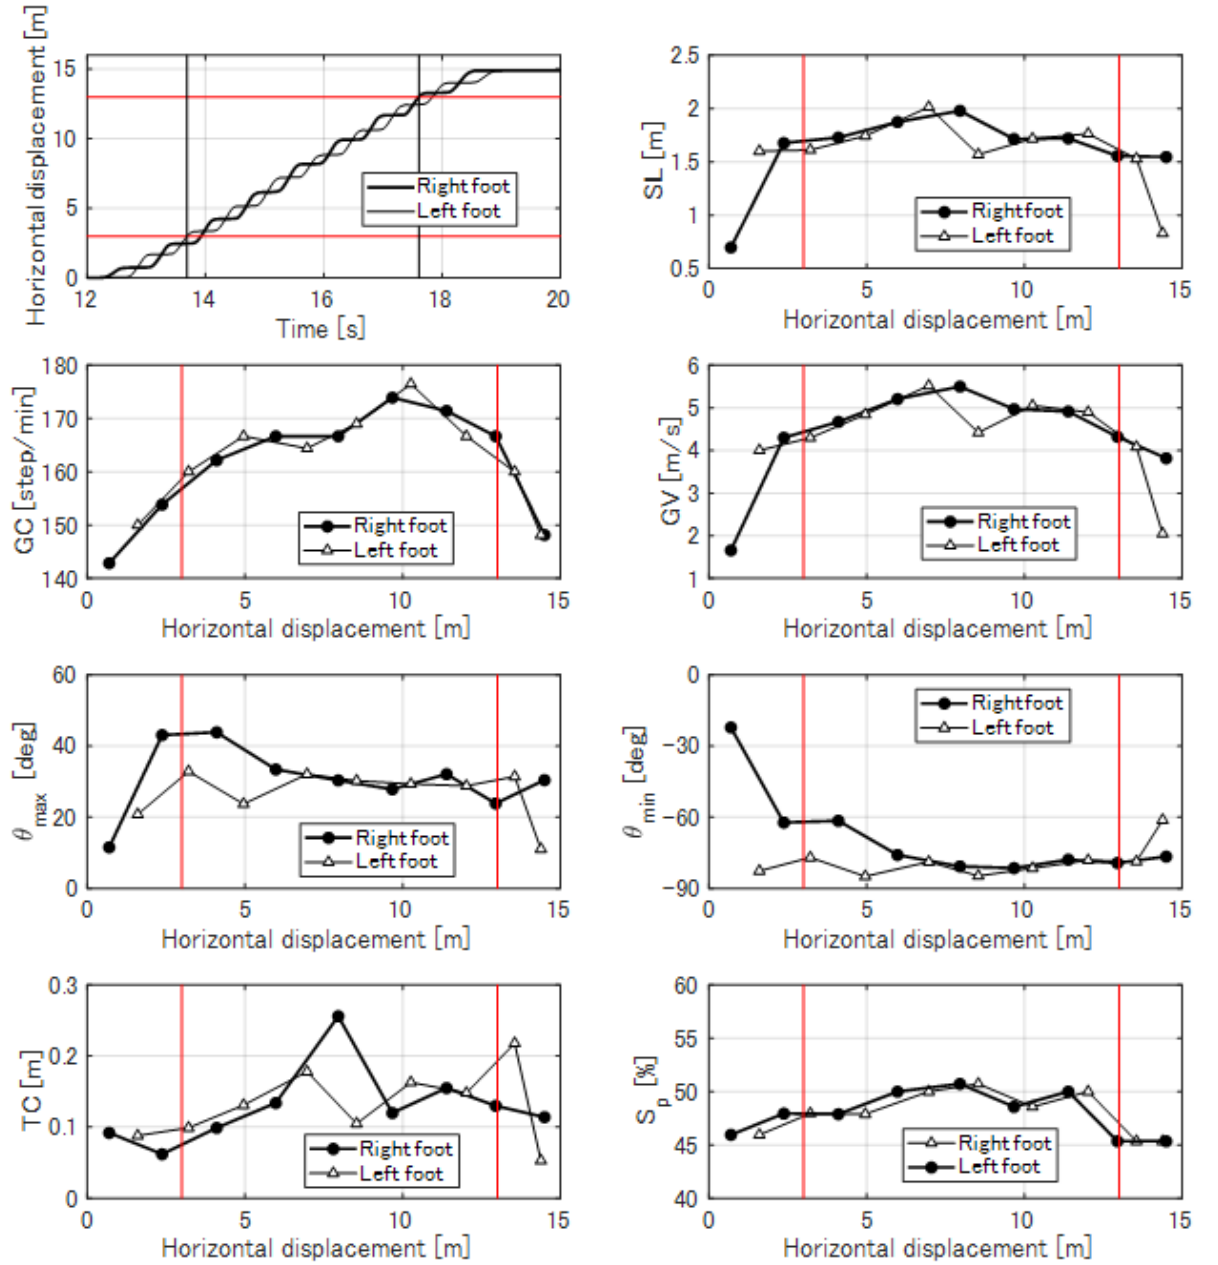 Horizontal displacement [m]
15
10
5
0
12
14
16
18
20
Time [s]
Right foot
Left foot
SL [m]
2.5
2
1.5
1
0.5
0
5
10
15
Horizontal displacement [m]
Right foot
Left foot
GC [step/min]
180
170
160
150
140
0
5
10
15
Horizontal displacement [m]
Right foot
Left foot
GV [m/s]
6
5
4
3
2
1
0
5
10
15
Horizontal displacement [m]
Right foot
Left foot
θ max [deg]
60
40
20
0
0
5
10
15
Horizontal displacement [m]
Right foot
Left foot
θ min [deg]
0
-30
-60
-90
0
5
10
15
Horizontal displacement [m]
Right foot
Left foot
TC [m]
0.3
0.2
0.1
0
0
5
10
15
Horizontal displacement [m]
Right foot
Left foot
Sp [%]
60
55
50
45
40
0
5
10
15
Horizontal displacement [m]
Right foot
Left foot